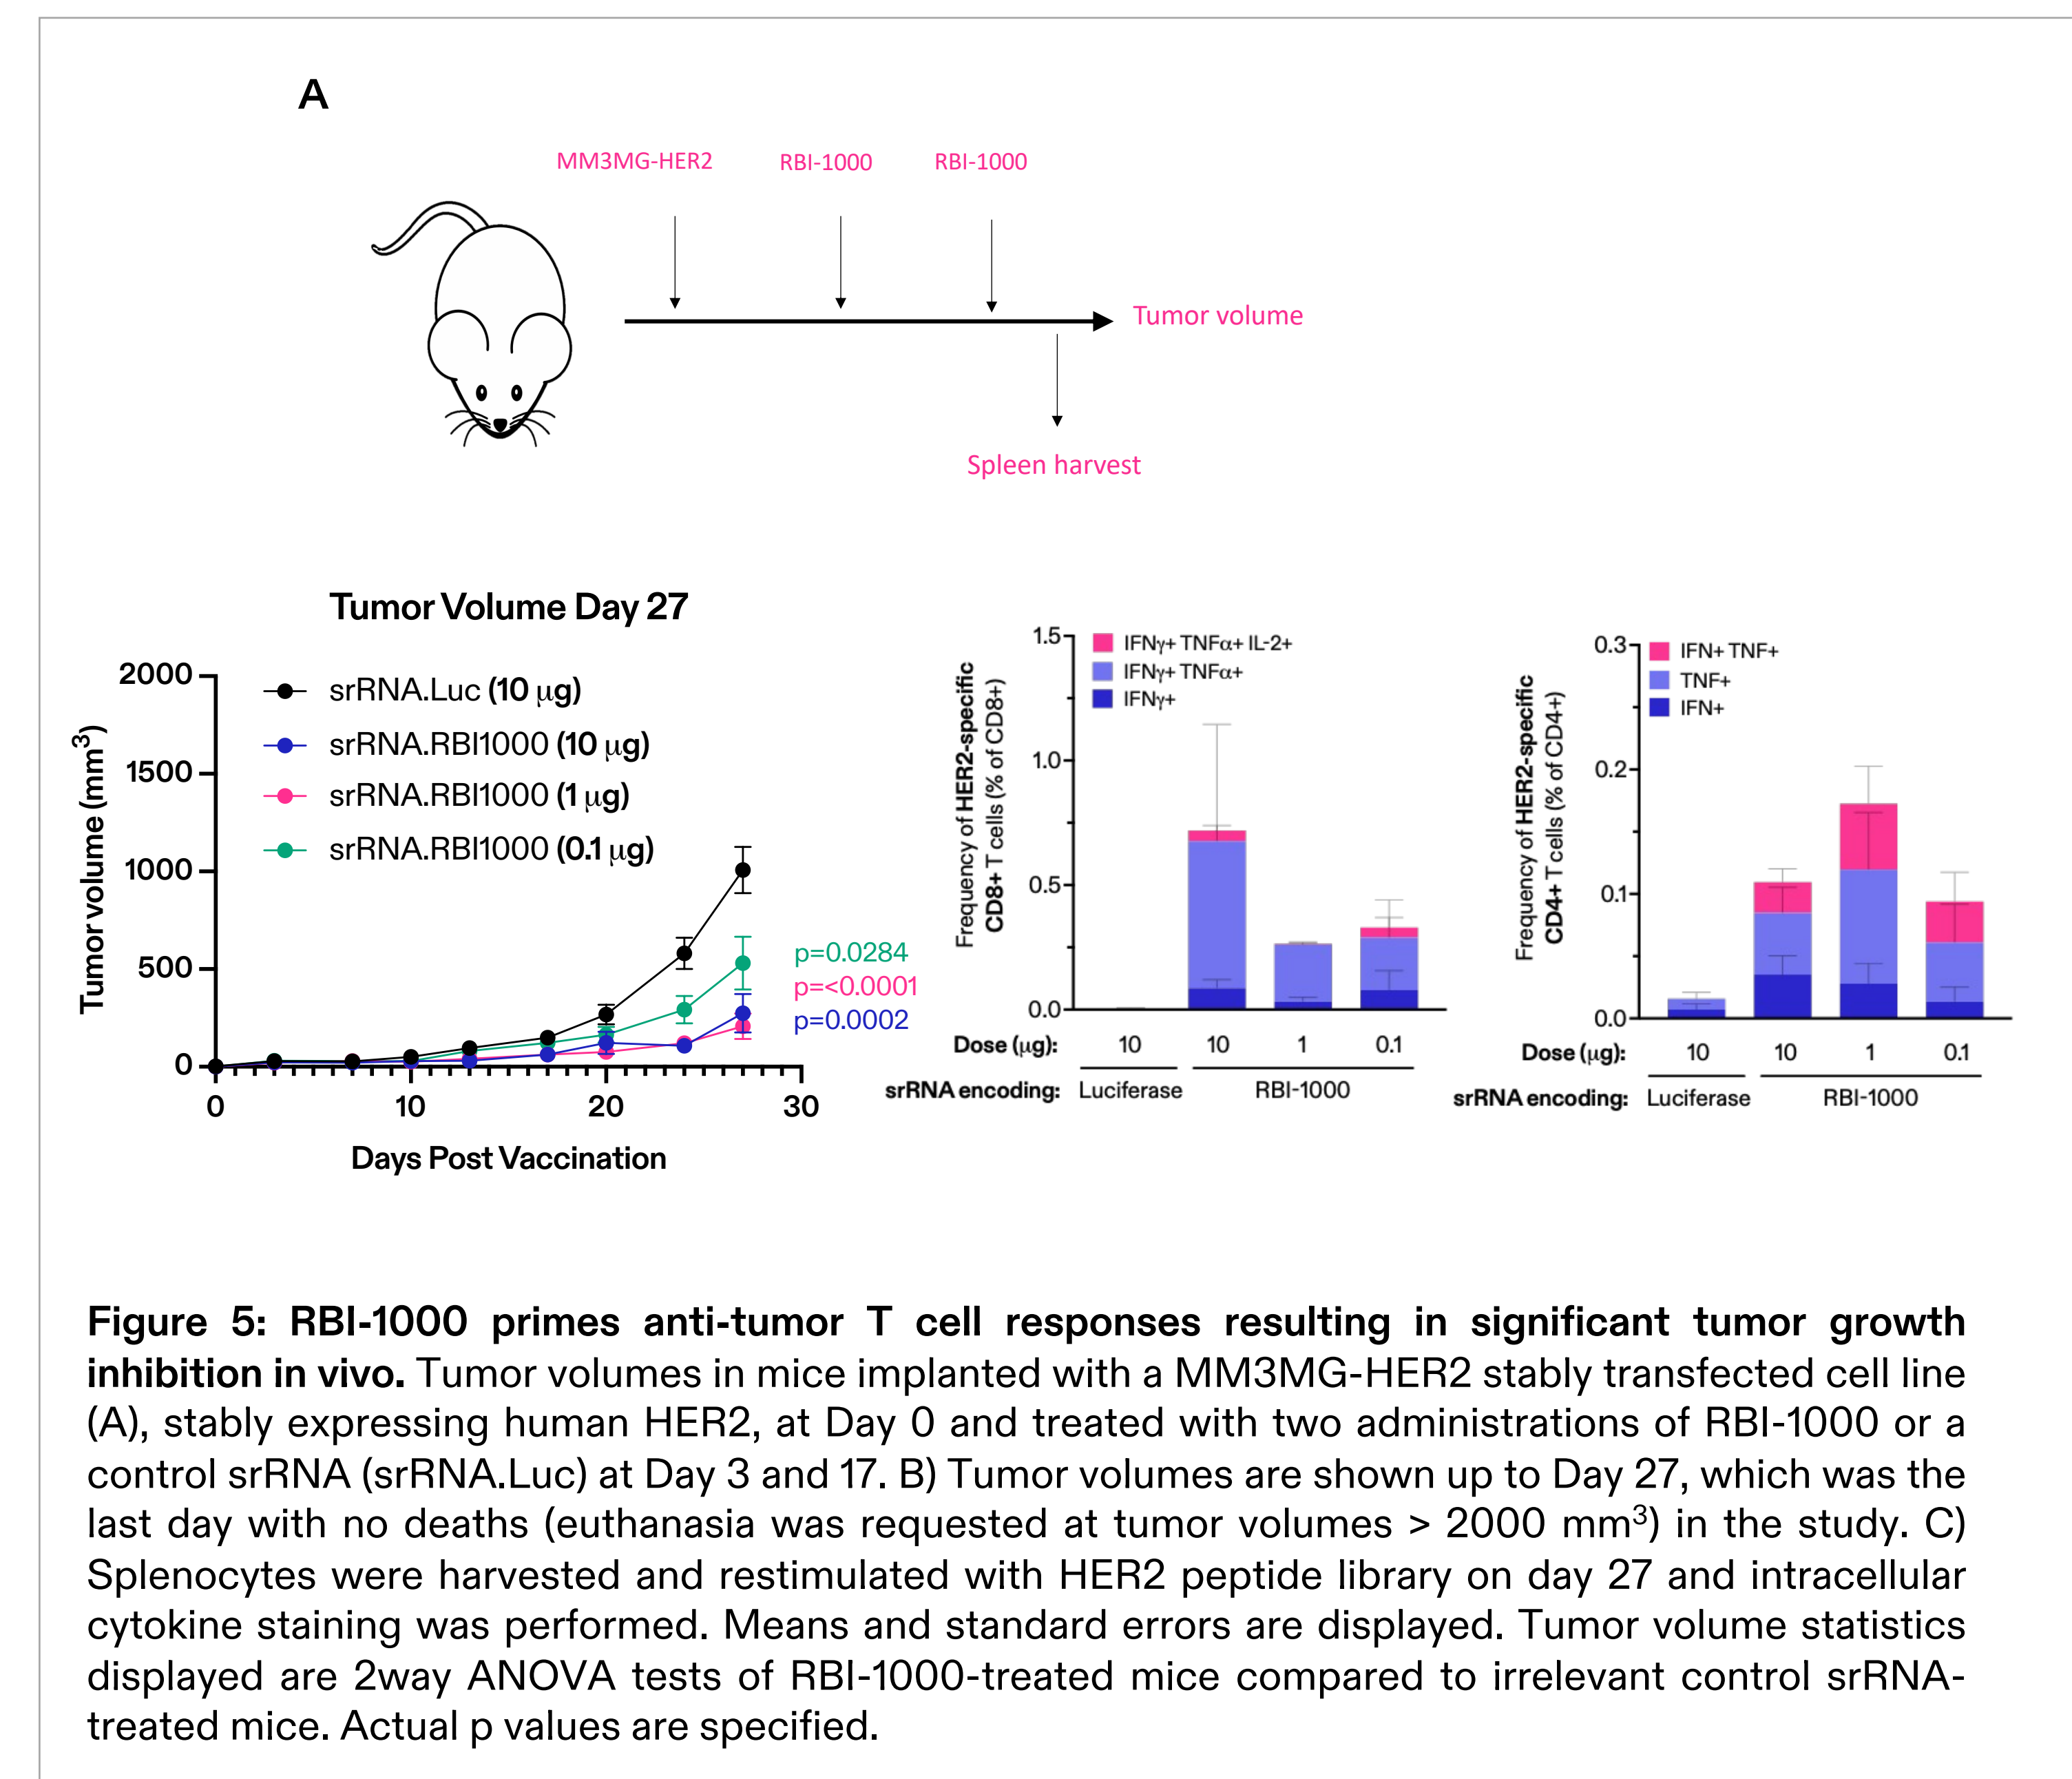 A
MM3MG-HER2
RBI-1000
RBI-1000
Tumor volume
Spleen harvest
Tumor Volume Day 27
Tumor volume (mm³)
2000
1500
1000
500
0
srRNA.Luc (10 µg)
srRNA.RBI1000 (10 µg)
srRNA.RBI1000 (1 µg)
srRNA.RBI1000 (0.1 µg)
p=0.0284
p=<0.0001
p=0.0002
0 10 20 30
Days Post Vaccination
Frequency of HER2-specific
CD8+ T cells (% of CD8+)
1.5
1.0
0.5
0.0
IFNγ+ TNFα+ IL-2+
IFNγ+ TNFα+
IFNγ+
Dose (µg): 10 10 1 0.1
srRNA encoding: Luciferase RBI-1000
Frequency of HER2-specific
CD4+ T cells (% of CD4+)
0.3
0.2
0.1
0.0
IFN+ TNF+
TNF+
IFN+
Dose (µg): 10 10 1 0.1
srRNA encoding: Luciferase RBI-1000
Figure 5: RBI-1000 primes anti-tumor T cell responses resulting in significant tumor growth
inhibition in vivo. Tumor volumes in mice implanted with a MM3MG-HER2 stably transfected cell line
(A), stably expressing human HER2, at Day 0 and treated with two administrations of RBI-1000 or a
control srRNA (srRNA.Luc) at Day 3 and 17. B) Tumor volumes are shown up to Day 27, which was the
last day with no deaths (euthanasia was requested at tumor volumes > 2000 mm³) in the study. C)
Splenocytes were harvested and restimulated with HER2 peptide library on day 27 and intracellular
cytokine staining was performed. Means and standard errors are displayed. Tumor volume statistics
displayed are 2way ANOVA tests of RBI-1000-treated mice compared to irrelevant control srRNA-
treated mice. Actual p values are specified.